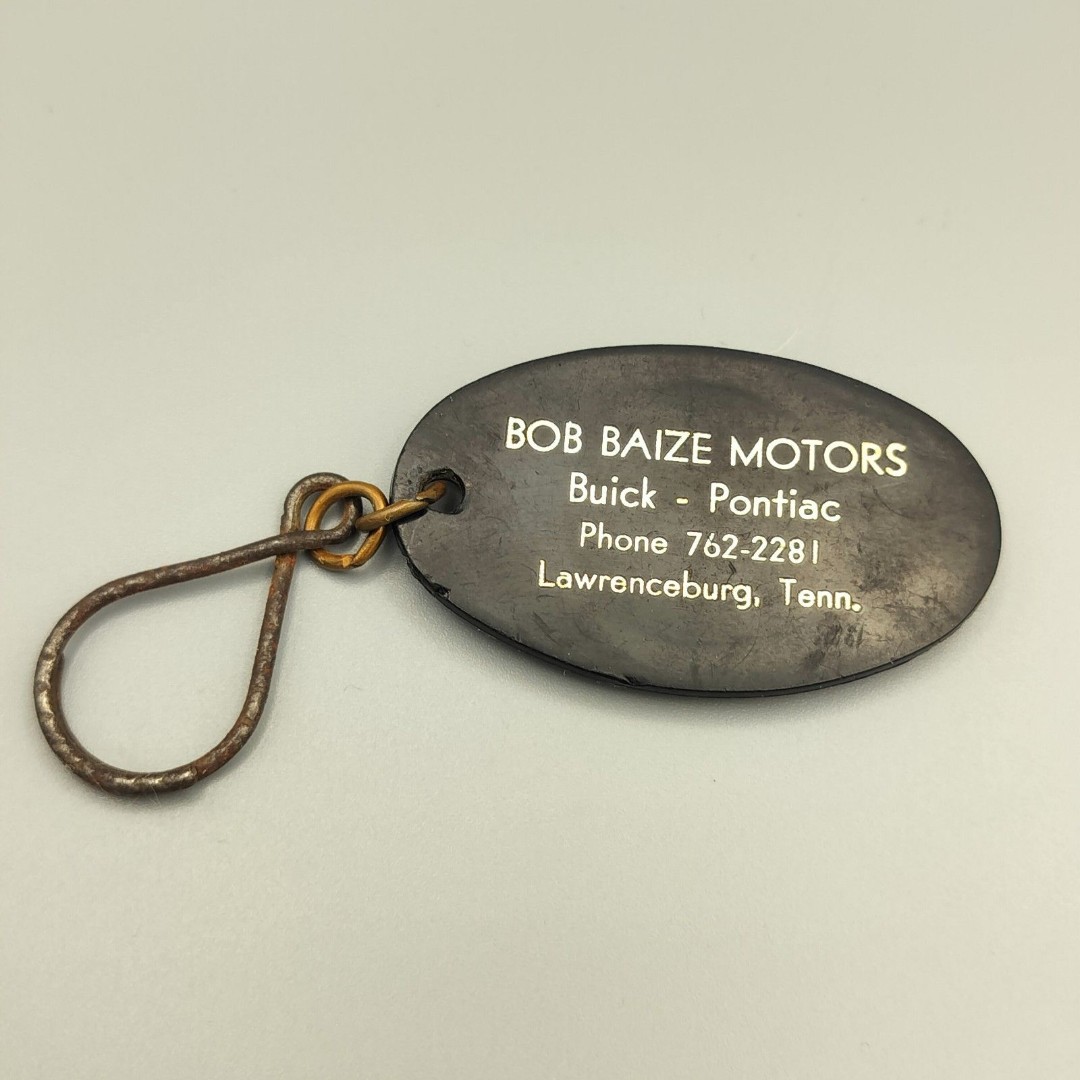 BOB BAIZE MOTORS
Buick - Pontiac
Phone 762-2281
Lawrenceburg, Tenn.